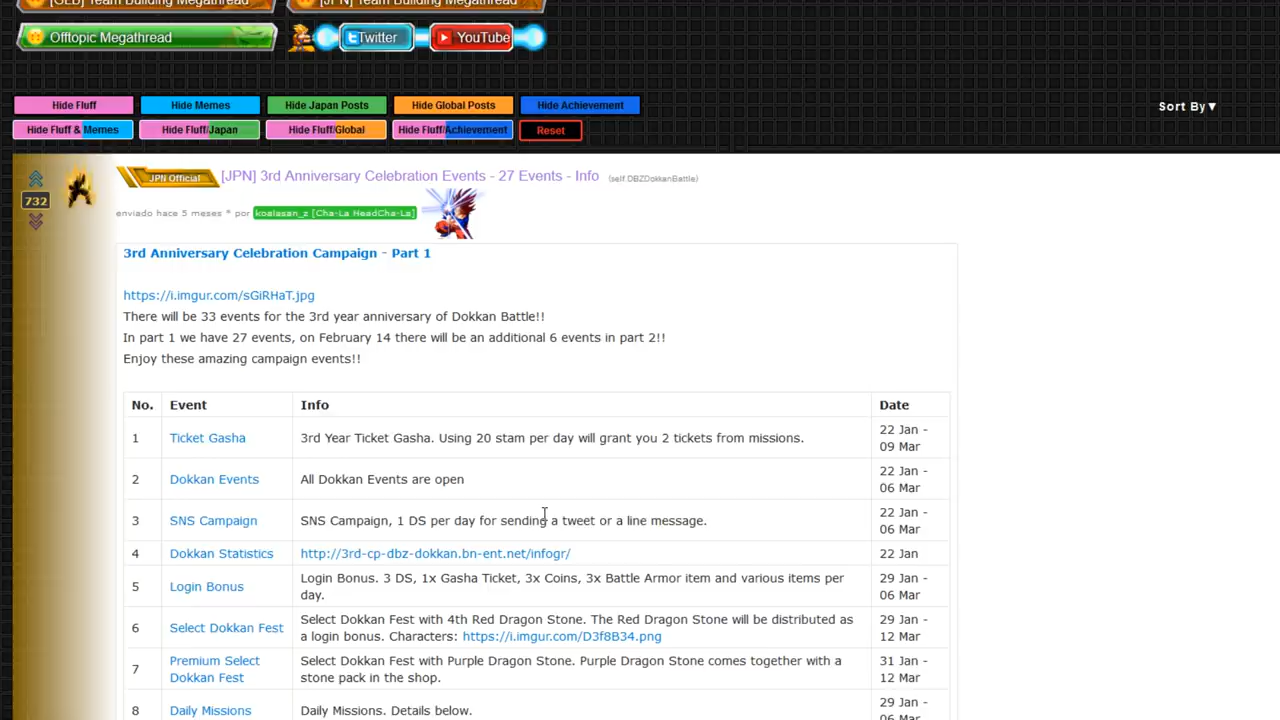 [GLB] Team Building Megathread [JPN] Team Building Megathread
Offtopic Megathread Twitter YouTube
Hide Fluff Hide Memes Hide Japan Posts Hide Global Posts Hide Achievement
Sort By▼
Hide Fluff & Memes Hide Fluff/Japan Hide Fluff/Global Hide Fluff/Achievement Reset
JPN Official [JPN] 3rd Anniversary Celebration Events - 27 Events - Info (self.DBZDokkanBattle)
732
enviado hace 5 meses * por koalasan_z [Cha-La HeadCha-La]
3rd Anniversary Celebration Campaign - Part 1
https://i.imgur.com/sGiRHaT.jpg
There will be 33 events for the 3rd year anniversary of Dokkan Battle!!
In part 1 we have 27 events, on February 14 there will be an additional 6 events in part 2!!
Enjoy these amazing campaign events!!
No. Event Info Date
1 Ticket Gasha 3rd Year Ticket Gasha. Using 20 stam per day will grant you 2 tickets from missions. 22 Jan -
09 Mar
2 Dokkan Events All Dokkan Events are open 22 Jan -
06 Mar
3 SNS Campaign SNS Campaign, 1 DS per day for sending a tweet or a line message. 22 Jan -
06 Mar
4 Dokkan Statistics http://3rd-cp-dbz-dokkan.bn-ent.net/infogr/ 22 Jan
5 Login Bonus Login Bonus. 3 DS, 1x Gasha Ticket, 3x Coins, 3x Battle Armor item and various items per 29 Jan -
day. 06 Mar
6 Select Dokkan Fest Select Dokkan Fest with 4th Red Dragon Stone. The Red Dragon Stone will be distributed as 29 Jan -
a login bonus. Characters: https://i.imgur.com/D3f8B34.png 12 Mar
7 Premium Select Select Dokkan Fest with Purple Dragon Stone. Purple Dragon Stone comes together with a 31 Jan -
Dokkan Fest stone pack in the shop. 12 Mar
8 Daily Missions Daily Missions. Details below. 29 Jan -
06 Mar